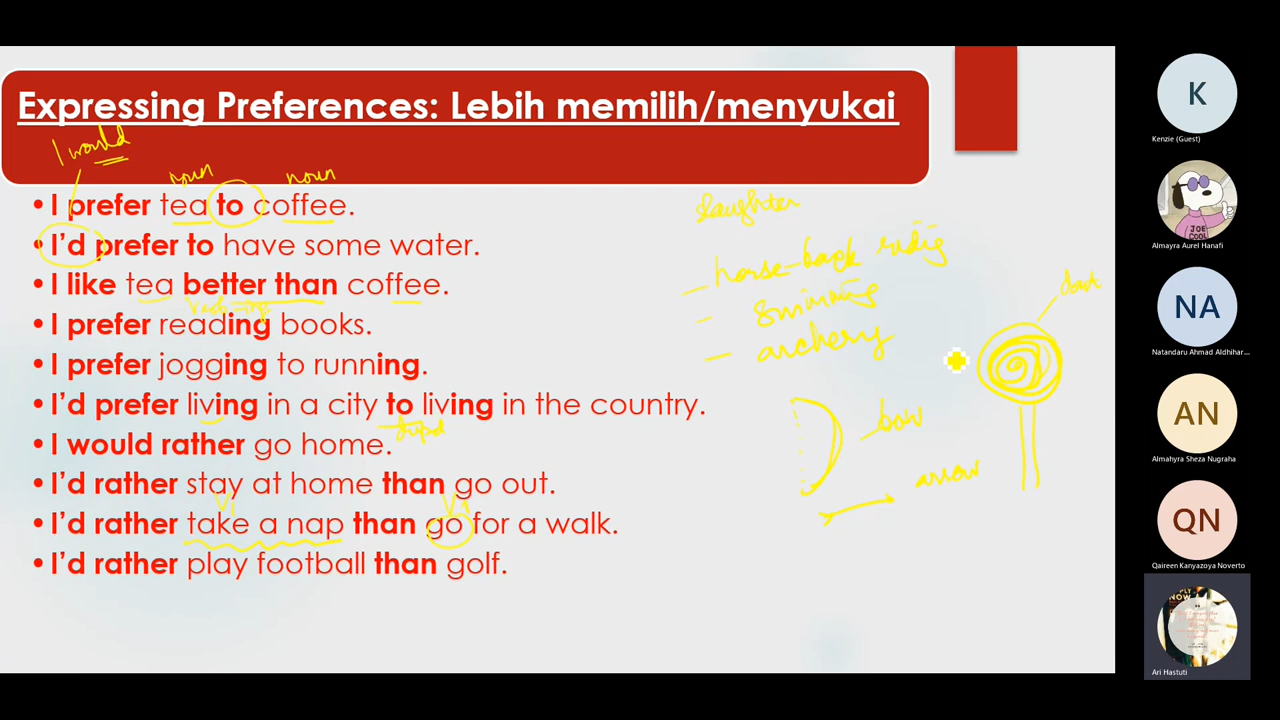 Expressing Preferences: Lebih memilih/menyukai
I would
noun noun
•I prefer tea to coffee.
•I'd prefer to have some water.
•I like tea better than coffee.
•I prefer reading books.
•I prefer jogging to running.
•I'd prefer living in a city to living in the country.
•I would rather go home.
•I'd rather stay at home than go out.
V1 V1
•I'd rather take a nap than go for a walk.
•I'd rather play football than golf.
daughter
- horse-back
-
- archery
bow
arrow
K
Kenzie (Guest)
JOE COOL
Almayra Aurel Hanafi
NA
Natandaru Ahmad Aldhihar...
AN
Almahyra Sheza Nugraha
QN
Qaireen Kanyazoya Noverto
Ari Hastuti